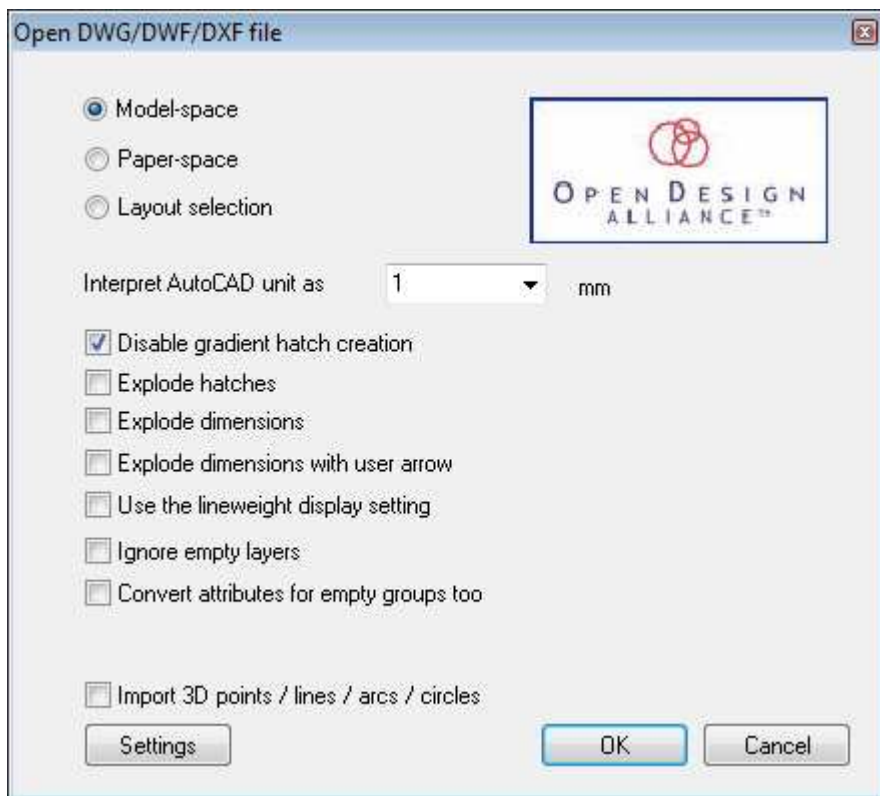 Open DWG/DWF/DXF file
Model-space
Paper-space
Layout selection
OPEN DESIGN
ALLIANCE™
Interpret AutoCAD unit as 1 mm
Disable gradient hatch creation
Explode hatches
Explode dimensions
Explode dimensions with user arrow
Use the lineweight display setting
Ignore empty layers
Convert attributes for empty groups too
Import 3D points / lines / arcs / circles
Settings OK Cancel